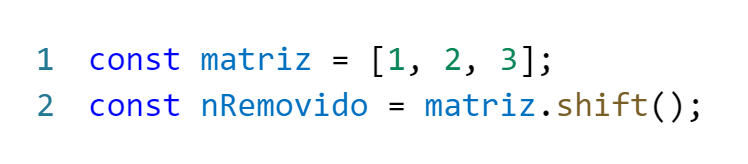 1 const matriz = [1, 2, 3];
2 const nRemovido = matriz.shift();